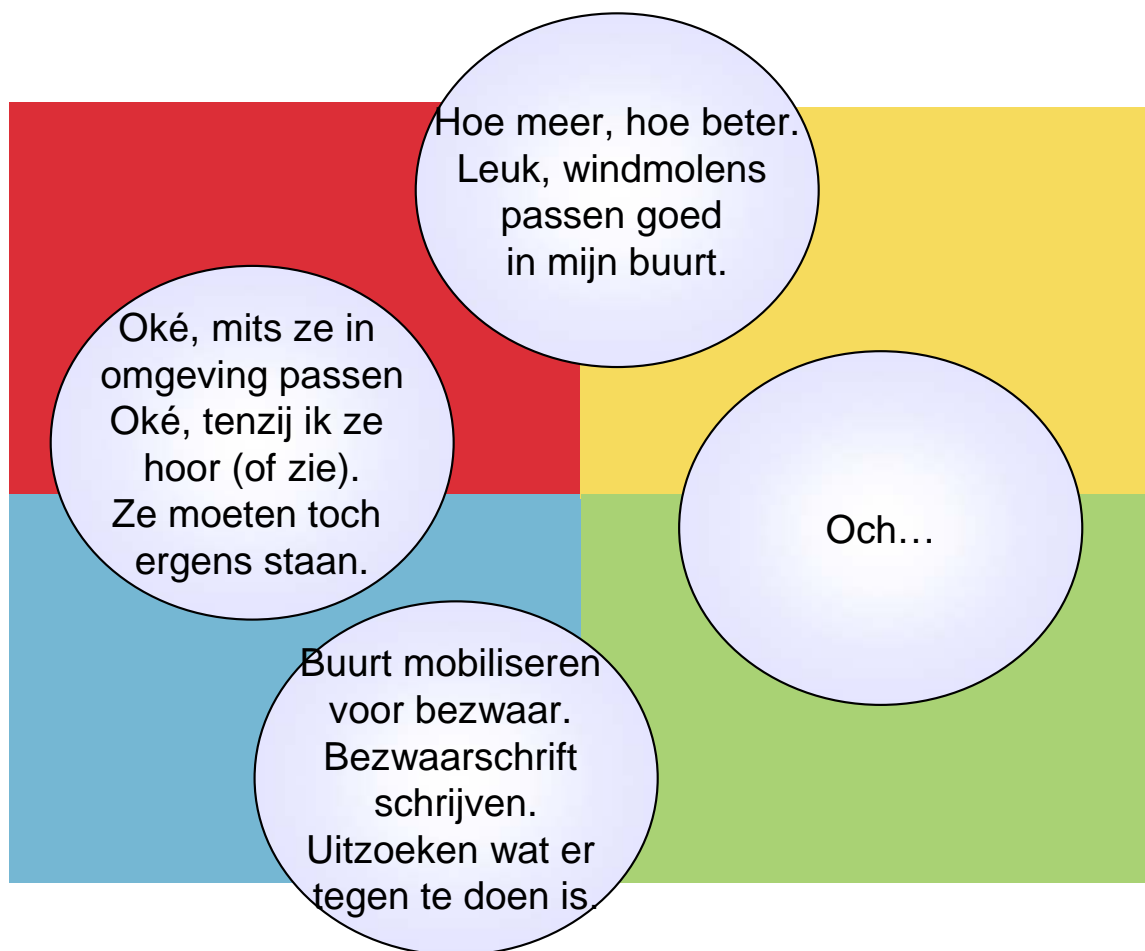 Hoe meer, hoe beter.
Leuk, windmolens
passen goed
in mijn buurt.
Oké, mits ze in
omgeving passen
Oké, tenzij ik ze
hoor (of zie).
Ze moeten toch
ergens staan.
Och…
Buurt mobiliseren
voor bezwaar.
Bezwaarschrift
schrijven.
Uitzoeken wat er
tegen te doen is.